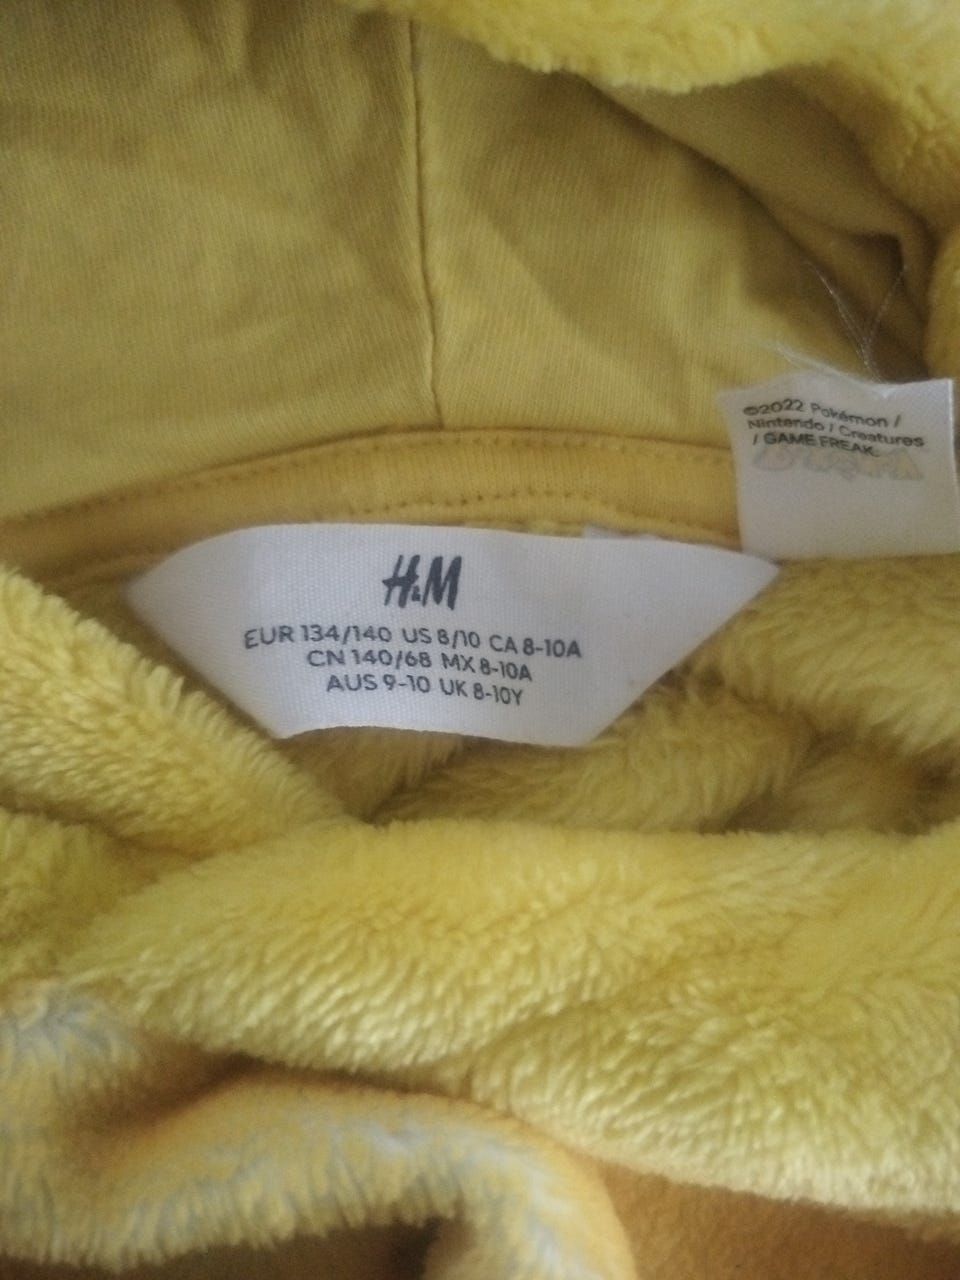 ©2022 Pokémon /
Nintendo / Creatures
/ GAME FREAK.
H&M
EUR 134/140 US 8/10 CA 8-10A
CN 140/68 MX 8-10A
AUS 9-10 UK 8-10Y